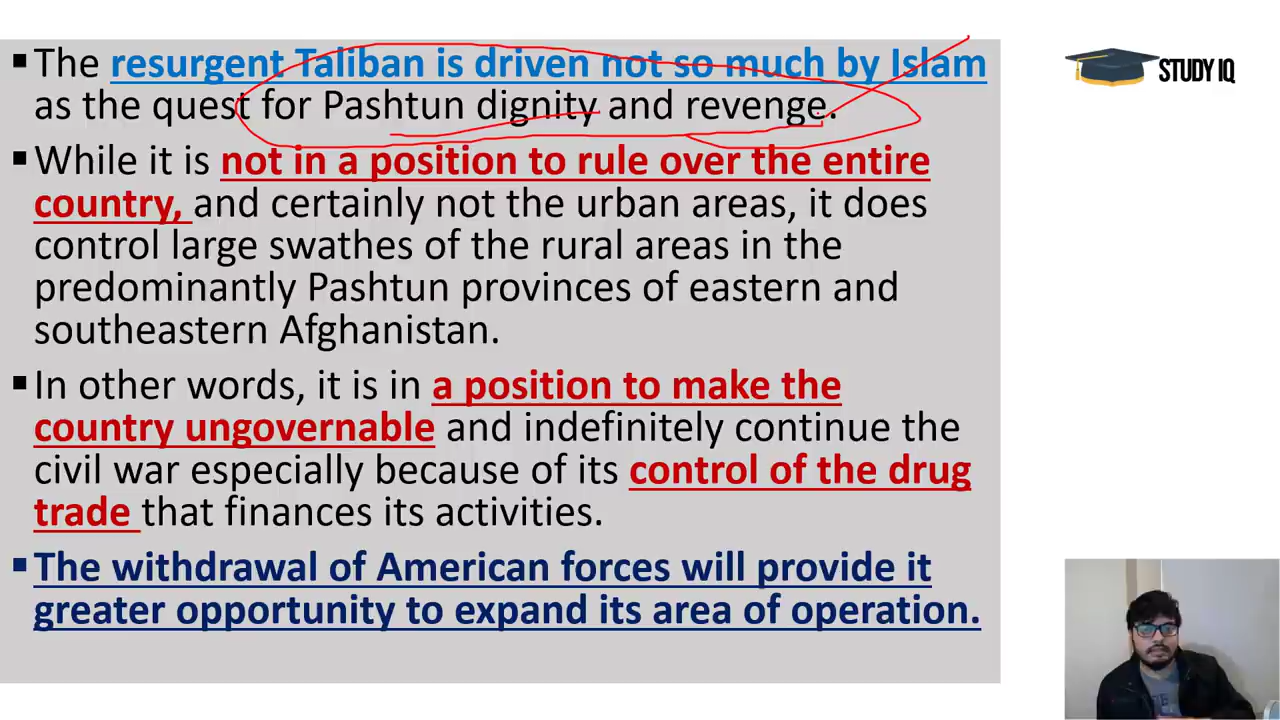 ▪The resurgent Taliban is driven not so much by Islam
as the quest for Pashtun dignity and revenge.
▪While it is not in a position to rule over the entire
country, and certainly not the urban areas, it does
control large swathes of the rural areas in the
predominantly Pashtun provinces of eastern and
southeastern Afghanistan.
▪In other words, it is in a position to make the
country ungovernable and indefinitely continue the
civil war especially because of its control of the drug
trade that finances its activities.
▪The withdrawal of American forces will provide it
greater opportunity to expand its area of operation.
STUDY IQ